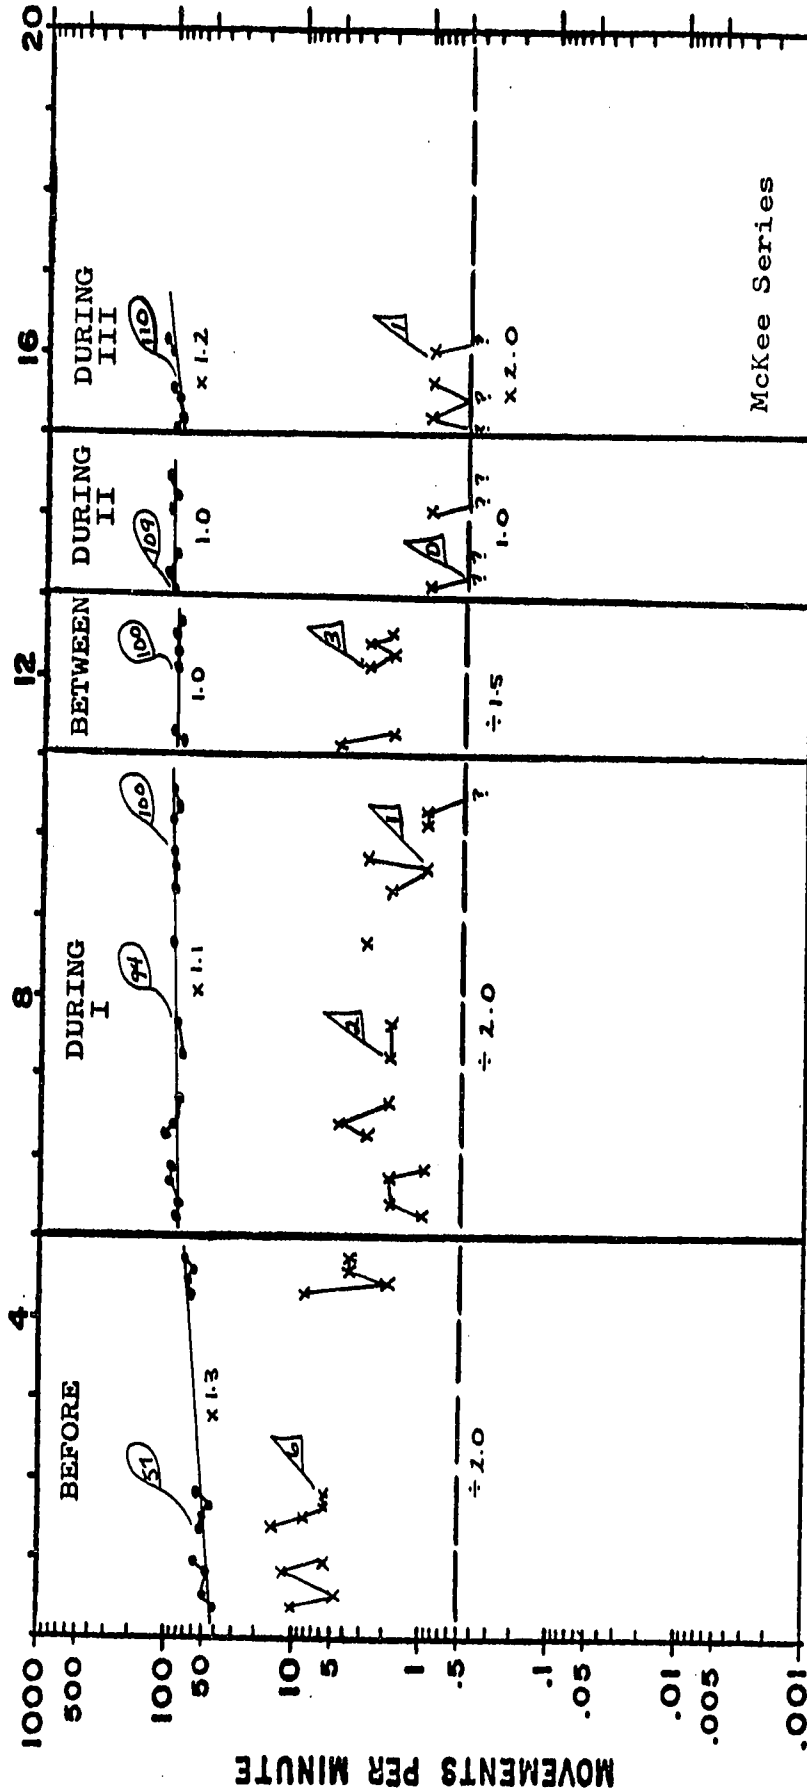 4
8
12
16
20
BEFORE
DURING
I
BETWEEN
DURING
II
DURING
III
1000
500
100
50
10
5
1
.5
.1
.05
.01
.005
.001
MOVEMENTS PER MINUTE
57
94
100
100
109
110
x 1.3
x 1.1
1.0
1.0
x 1.2
6
2
1
3
0
1
?
? ?
? ?
? ? ?
÷ 2.0
÷ 2.0
÷ 1.5
1.0
x 2.0
McKee Series